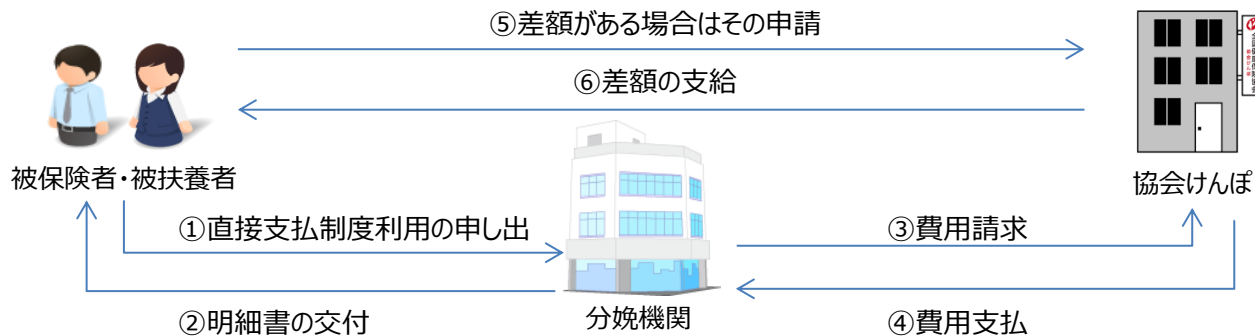 ⑤差額がある場合はその申請
⑥差額の支給
被保険者・被扶養者
協会けんぽ
①直接支払制度利用の申し出
③費用請求
②明細書の交付
分娩機関
④費用支払